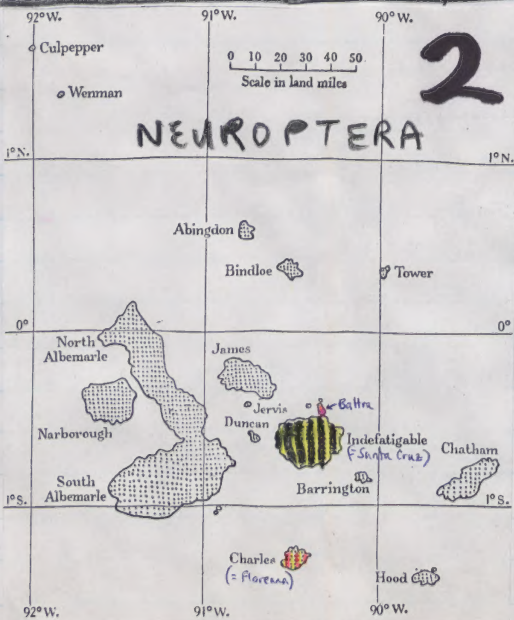 92°W. 91°W. 90°W.
Culpepper
0 10 20 30 40 50
Scale in land miles
2
Wenman
NEUROPTERA
1°N. 1°N.
Abingdon
Bindloe
Tower
0° 0°
North
Albemarle
James
Narborough
Jervis
Duncan
Baltra
Indefatigable
(=Santa Cruz)
Chatham
South
Albemarle
Barrington
1°S. 1°S.
Charles
(= Floreana)
Hood
92°W. 91°W. 90°W.